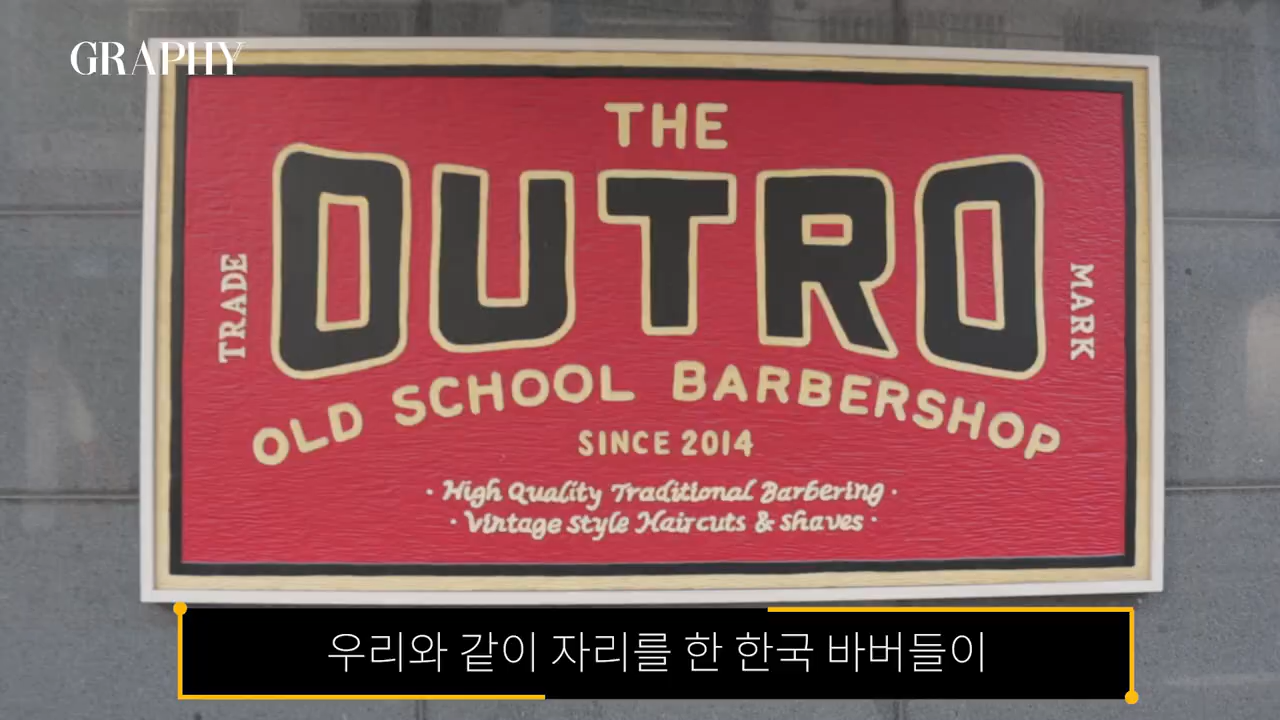 GRAPHY
THE
OUTRO
TRADE
MARK
OLD SCHOOL BARBERSHOP
SINCE 2014
· High Quality Traditional Barbering ·
· Vintage Style Haircuts & Shaves ·
우리와 같이 자리를 한 한국 바버들이